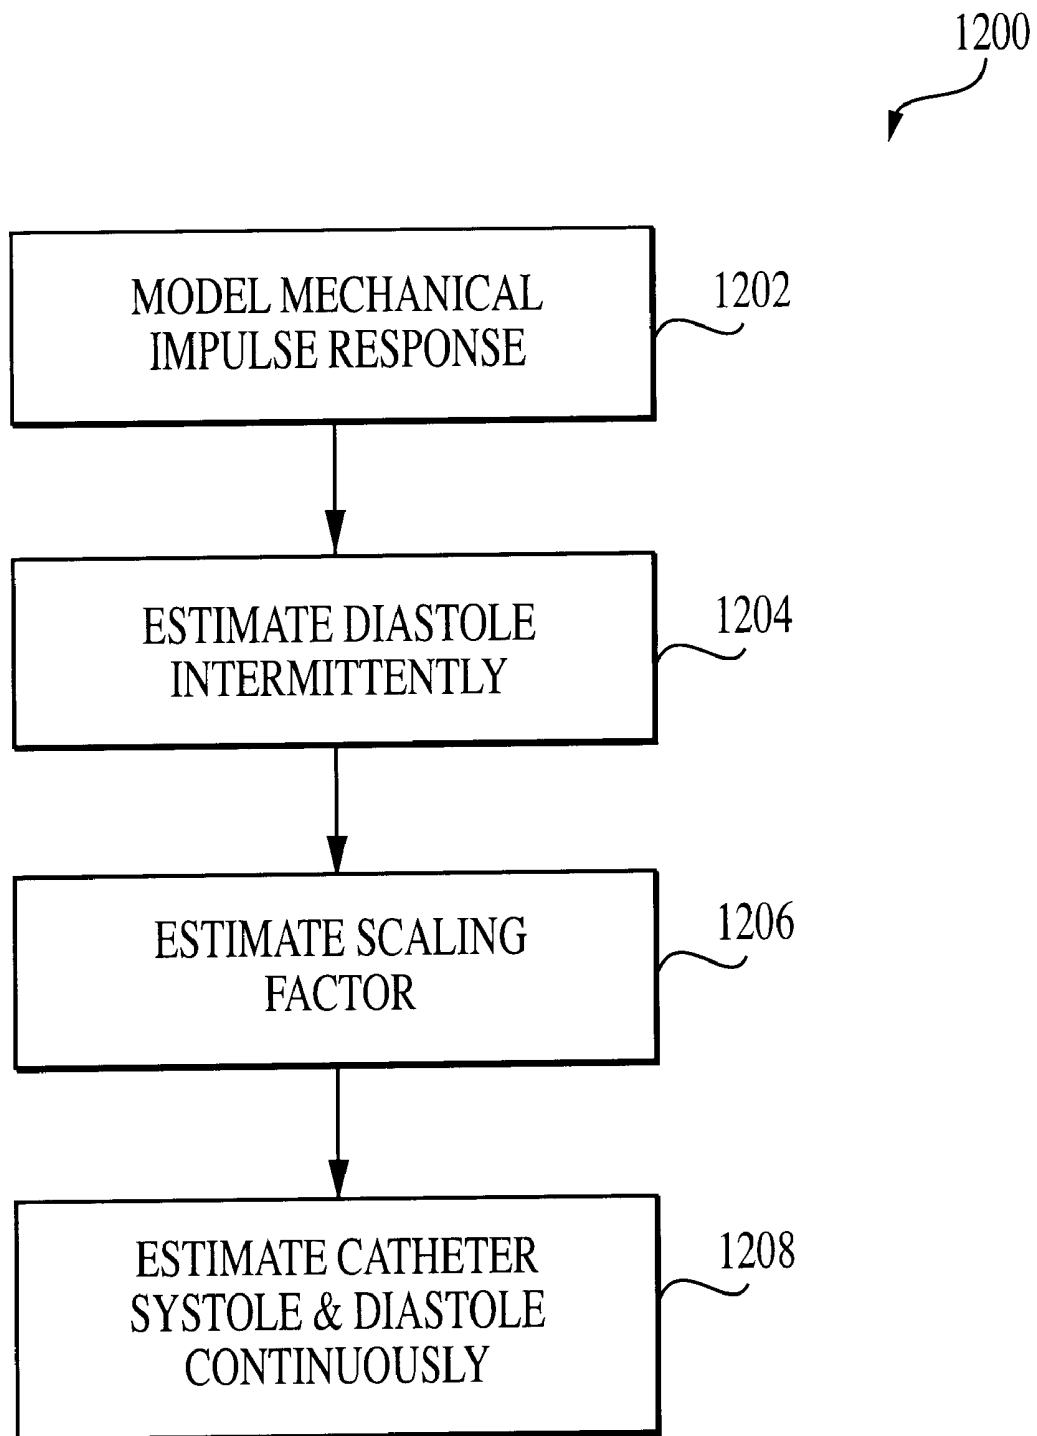 1200
MODEL MECHANICAL
IMPULSE RESPONSE
1202
ESTIMATE DIASTOLE
INTERMITTENTLY
1204
ESTIMATE SCALING
FACTOR
1206
ESTIMATE CATHETER
SYSTOLE & DIASTOLE
CONTINUOUSLY
1208